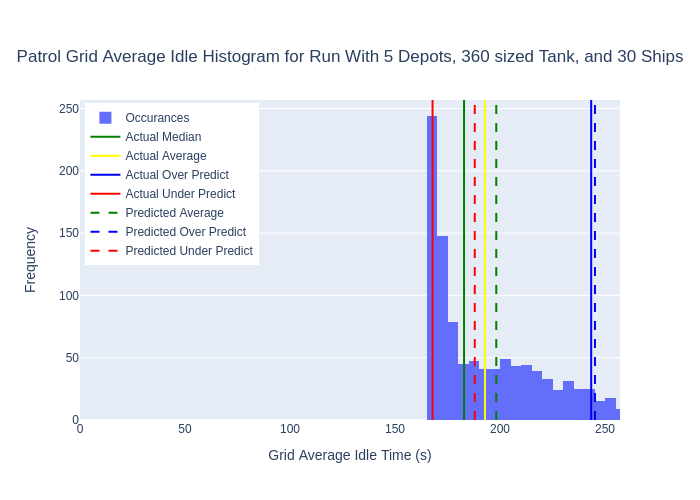 Patrol Grid Average Idle Histogram for Run With 5 Depots, 360 sized Tank, and 30 Ships
Occurances
Actual Median
Actual Average
Actual Over Predict
Actual Under Predict
Predicted Average
Predicted Over Predict
Predicted Under Predict
Frequency
250
200
150
100
50
0
0 50 100 150 200 250
Grid Average Idle Time (s)